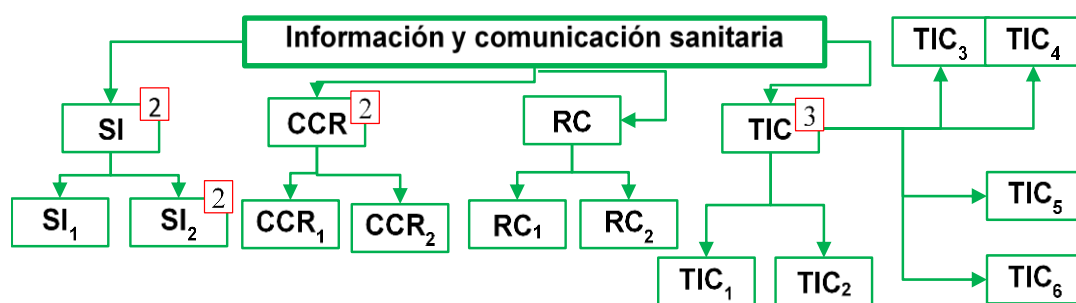 Información y comunicación sanitaria
TIC₃
TIC₄
SI
2
CCR
2
RC
TIC
3
SI₁
SI₂
2
CCR₁
CCR₂
RC1
RC₂
TIC₅
TIC₁
TIC₂
TIC₆